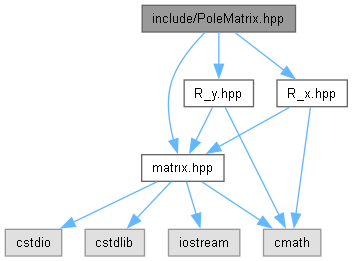 include/PoleMatrix.hpp
R_y.hpp
R_x.hpp
matrix.hpp
cstdio
cstdlib
iostream
cmath